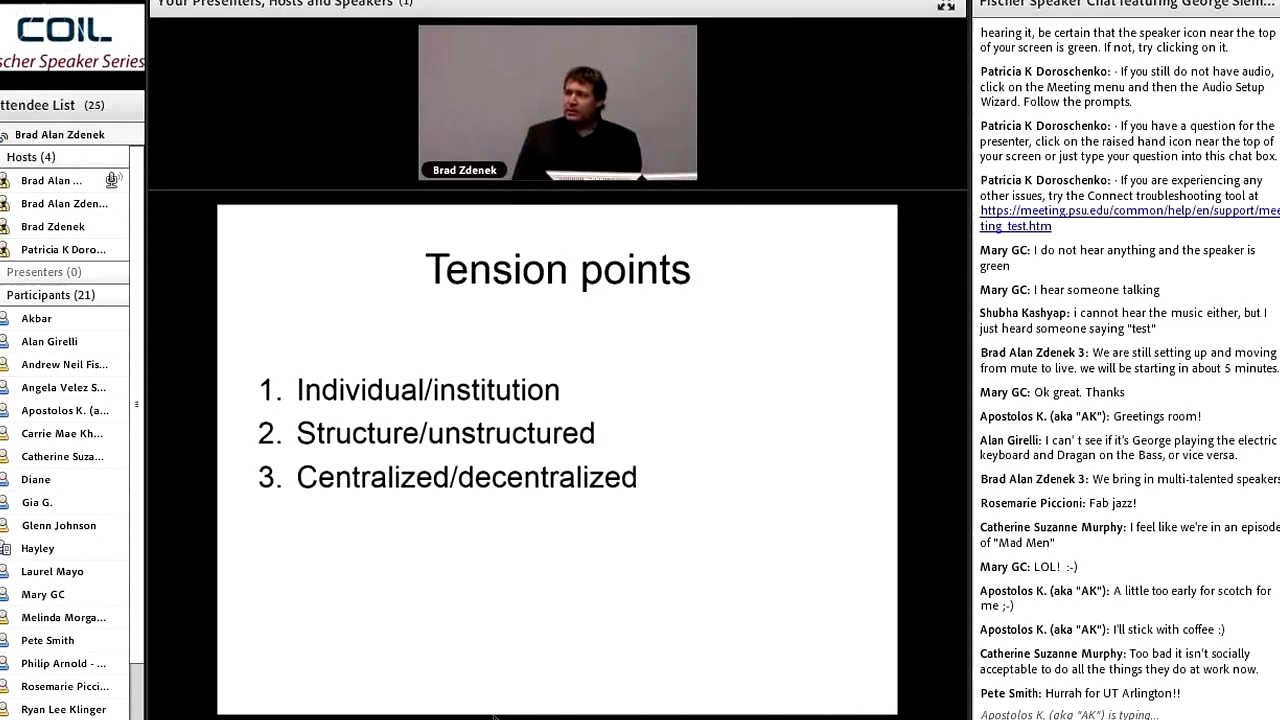 COIL
scher Speaker Series
ttendee List (25)
Brad Alan Zdenek
Hosts (4)
Brad Alan ...
Brad Alan Zden...
Brad Zdenek
Patricia K Doro...
Presenters (0)
Participants (21)
Akbar
Alan Girelli
Andrew Neil Fis...
Angela Velez S...
Apostolos K. (a...
Carrie Mae Kh...
Catherine Suza...
Diane
Gia G.
Glenn Johnson
Hayley
Laurel Mayo
Mary GC
Melinda Morga...
Pete Smith
Philip Arnold - ...
Rosemarie Picci...
Ryan Lee Klinger
Your Presenters, Hosts and Speakers (1)
Brad Zdenek
Tension points
1. Individual/institution
2. Structure/unstructured
3. Centralized/decentralized
Fischer Speaker Chat featuring George Siem...
hearing it, be certain that the speaker icon near the top
of your screen is green. If not, try clicking on it.
Patricia K Doroschenko: · If you still do not have audio,
click on the Meeting menu and then the Audio Setup
Wizard. Follow the prompts.
Patricia K Doroschenko: · If you have a question for the
presenter, click on the raised hand icon near the top of
your screen or just type your question into this chat box.
Patricia K Doroschenko: · If you are experiencing any
other issues, try the Connect troubleshooting tool at
https://meeting.psu.edu/common/help/en/support/mee
ting_test.htm
Mary GC: I do not hear anything and the speaker is
green
Mary GC: I hear someone talking
Shubha Kashyap: i cannot hear the music either, but I
just heard someone saying "test"
Brad Alan Zdenek 3: We are still setting up and moving
from mute to live. we will be starting in about 5 minutes.
Mary GC: Ok great. Thanks
Apostolos K. (aka "AK"): Greetings room!
Alan Girelli: I can' t see if it's George playing the electric
keyboard and Dragan on the Bass, or vice versa.
Brad Alan Zdenek 3: We bring in multi-talented speakers
Rosemarie Piccioni: Fab jazz!
Catherine Suzanne Murphy: I feel like we're in an episode
of "Mad Men"
Mary GC: LOL! :-)
Apostolos K. (aka "AK"): A little too early for scotch for
me ;-)
Apostolos K. (aka "AK"): I'll stick with coffee :)
Catherine Suzanne Murphy: Too bad it isn't socially
acceptable to do all the things they do at work now.
Pete Smith: Hurrah for UT Arlington!!
Apostolos K. (aka "AK") is typing...